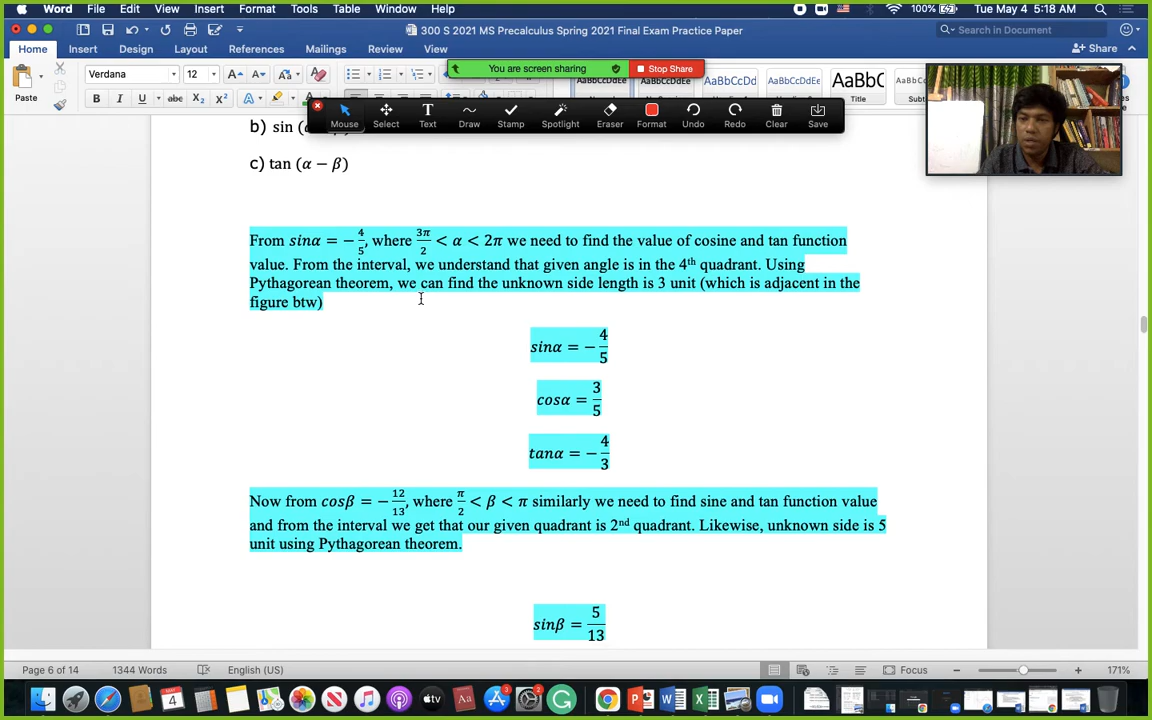 Word File Edit View Insert Format Tools Table Window Help 100% Tue May 4 5:18 AM
300 S 2021 MS Precalculus Spring 2021 Final Exam Practice Paper
Search in Document
Home Insert Design Layout References Mailings Review View Share
You are screen sharing Stop Share
Paste Verdana 12
AaBbCcDdEe AaBbCcDc AaBbCcDdEe AaBbC
B I U abc X₂ X² Title
Mouse Select Text Draw Stamp Spotlight Eraser Format Undo Redo Clear Save
b) sin (
c) tan (α − β)
From sinα = −4/5, where 3π/2 < α < 2π we need to find the value of cosine and tan function
value. From the interval, we understand that given angle is in the 4th quadrant. Using
Pythagorean theorem, we can find the unknown side length is 3 unit (which is adjacent in the
figure btw)
sinα = −4/5
cosα = 3/5
tanα = −4/3
Now from cosβ = −12/13, where π/2 < β < π similarly we need to find sine and tan function value
and from the interval we get that our given quadrant is 2nd quadrant. Likewise, unknown side is 5
unit using Pythagorean theorem.
sinβ = 5/13
Page 6 of 14 1344 Words English (US) Focus 171%